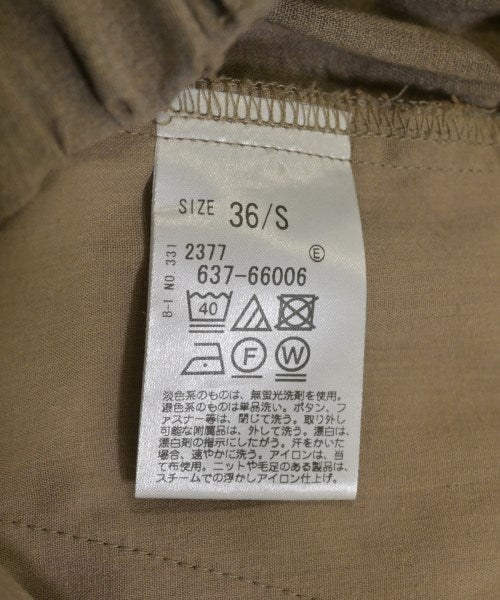 SIZE 36/S
B-I NO.331
2377 Ⓔ
637-66006
40
F W
淡色系のものは、無蛍光洗剤を使用。
濃色系のものは単品洗い。ボタン、フ
ァスナー等は、閉じて洗う。取り外し
可能な附属品は、外して洗う。漂白は、
漂白剤の指示にしたがう。汗をかいた
場合、速やかに洗う。アイロンは、当
て布使用。ニットや毛足のある製品は、
スチームでの浮かしアイロン仕上げ。